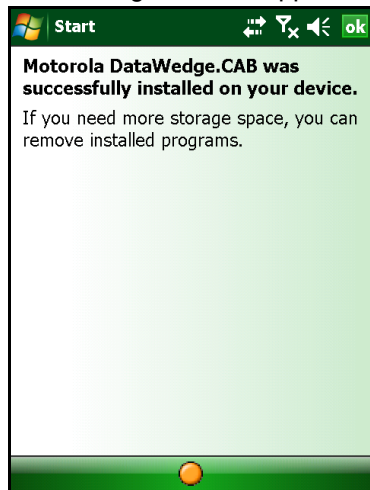 Start
ok
Motorola DataWedge.CAB was
successfully installed on your device.
If you need more storage space, you can
remove installed programs.